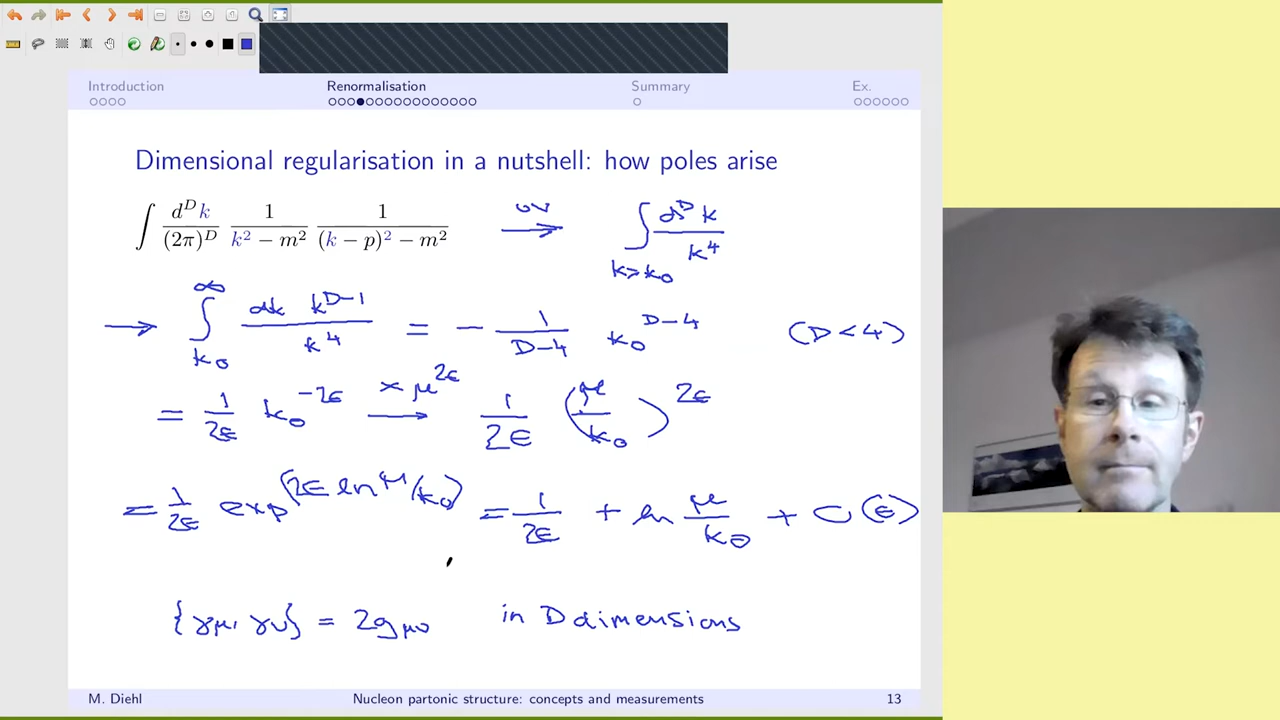 Introduction Renormalisation Summary Ex.
Dimensional regularisation in a nutshell: how poles arise
∫ d^D k / (2π)^D 1 / (k² − m²) 1 / ((k − p)² − m²) UV → ∫_{k>k₀} d^D k / k⁴
→ ∫_{k₀}^{∞} dk k^{D−1} / k⁴ = − 1/(D−4) k₀^{D−4} (D < 4)
= 1/(2ε) k₀^{−2ε} × μ^{2ε} → 1/(2ε) (μ/k₀)^{2ε}
= 1/(2ε) exp(2ε ln μ/k₀) = 1/(2ε) + ln μ/k₀ + O(ε)
{γμ, γν} = 2gμν in D dimensions
M. Diehl Nucleon partonic structure: concepts and measurements 13